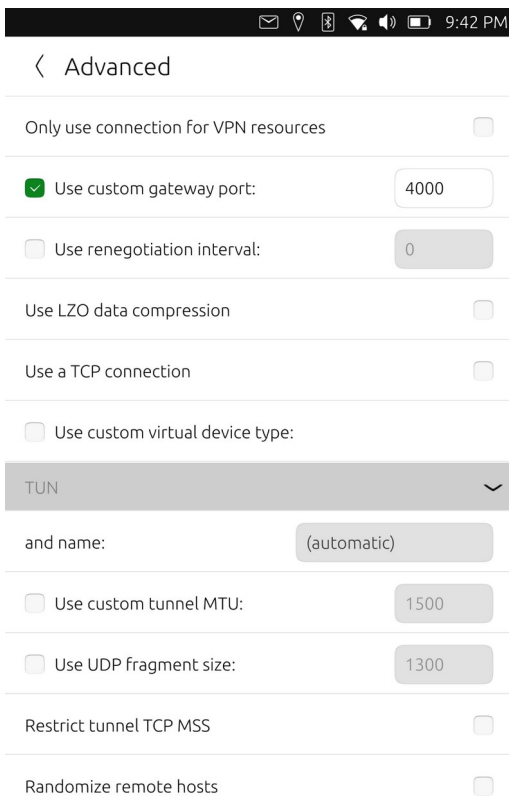 9:42 PM
Advanced
Only use connection for VPN resources
Use custom gateway port: 4000
Use renegotiation interval: 0
Use LZO data compression
Use a TCP connection
Use custom virtual device type:
TUN
and name: (automatic)
Use custom tunnel MTU: 1500
Use UDP fragment size: 1300
Restrict tunnel TCP MSS
Randomize remote hosts